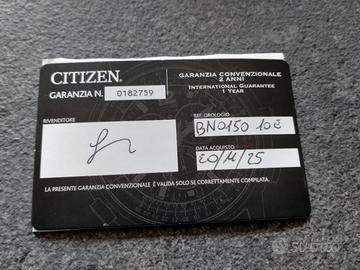 CITIZEN
GARANZIA N. 0182759
GARANZIA CONVENZIONALE
2 ANNI
INTERNATIONAL GUARANTEE
1 YEAR
RIVENDITORE
REF. OROLOGIO
BN0150 10E
DATA ACQUISTO
20/11/25
LA PRESENTE GARANZIA CONVENZIONALE È VALIDA SOLO SE CORRETTAMENTE COMPILATA.
Subito